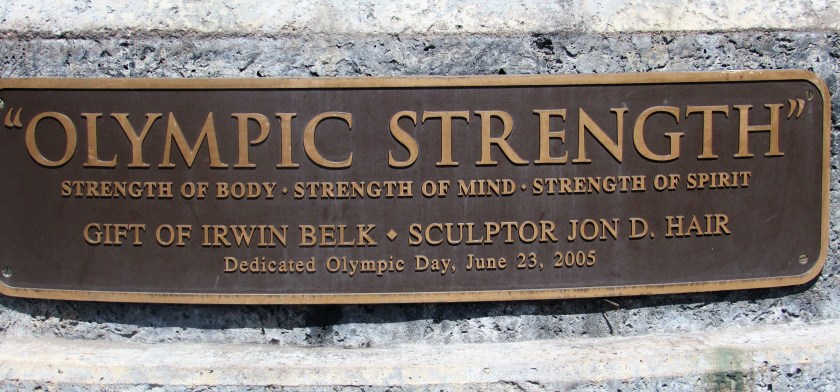 “OLYMPIC STRENGTH”
STRENGTH OF BODY · STRENGTH OF MIND · STRENGTH OF SPIRIT
GIFT OF IRWIN BELK ◆ SCULPTOR JON D. HAIR
Dedicated Olympic Day, June 23, 2005